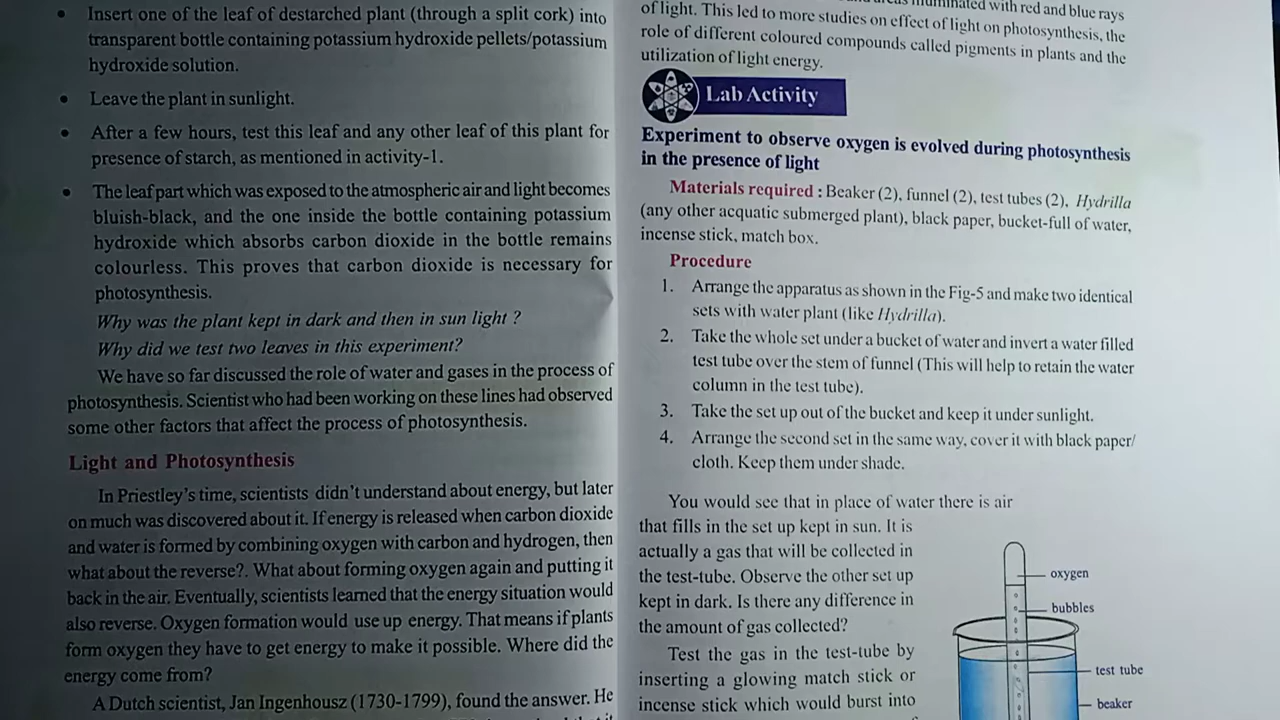 Insert one of the leaf of destarched plant (through a split cork) into
transparent bottle containing potassium hydroxide pellets/potassium
hydroxide solution.
Leave the plant in sunlight.
After a few hours, test this leaf and any other leaf of this plant for
presence of starch, as mentioned in activity-1.
The leaf part which was exposed to the atmospheric air and light becomes
bluish-black, and the one inside the bottle containing potassium
hydroxide which absorbs carbon dioxide in the bottle remains
colourless. This proves that carbon dioxide is necessary for
photosynthesis.
Why was the plant kept in dark and then in sun light ?
Why did we test two leaves in this experiment?
We have so far discussed the role of water and gases in the process of
photosynthesis. Scientist who had been working on these lines had observed
some other factors that affect the process of photosynthesis.
Light and Photosynthesis
In Priestley's time, scientists didn't understand about energy, but later
on much was discovered about it. If energy is released when carbon dioxide
and water is formed by combining oxygen with carbon and hydrogen, then
what about the reverse?. What about forming oxygen again and putting it
back in the air. Eventually, scientists learned that the energy situation would
also reverse. Oxygen formation would use up energy. That means if plants
form oxygen they have to get energy to make it possible. Where did the
energy come from?
A Dutch scientist, Jan Ingenhousz (1730-1799), found the answer. He
illuminated with red and blue rays
of light. This led to more studies on effect of light on photosynthesis, the
role of different coloured compounds called pigments in plants and the
utilization of light energy.
Lab Activity
Experiment to observe oxygen is evolved during photosynthesis
in the presence of light
Materials required : Beaker (2), funnel (2), test tubes (2), Hydrilla
(any other acquatic submerged plant), black paper, bucket-full of water,
incense stick, match box.
Procedure
1. Arrange the apparatus as shown in the Fig-5 and make two identical
sets with water plant (like Hydrilla).
2. Take the whole set under a bucket of water and invert a water filled
test tube over the stem of funnel (This will help to retain the water
column in the test tube).
3. Take the set up out of the bucket and keep it under sunlight.
4. Arrange the second set in the same way, cover it with black paper/
cloth. Keep them under shade.
You would see that in place of water there is air
that fills in the set up kept in sun. It is
actually a gas that will be collected in
the test-tube. Observe the other set up
kept in dark. Is there any difference in
the amount of gas collected?
Test the gas in the test-tube by
inserting a glowing match stick or
incense stick which would burst into
oxygen
bubbles
test tube
beaker